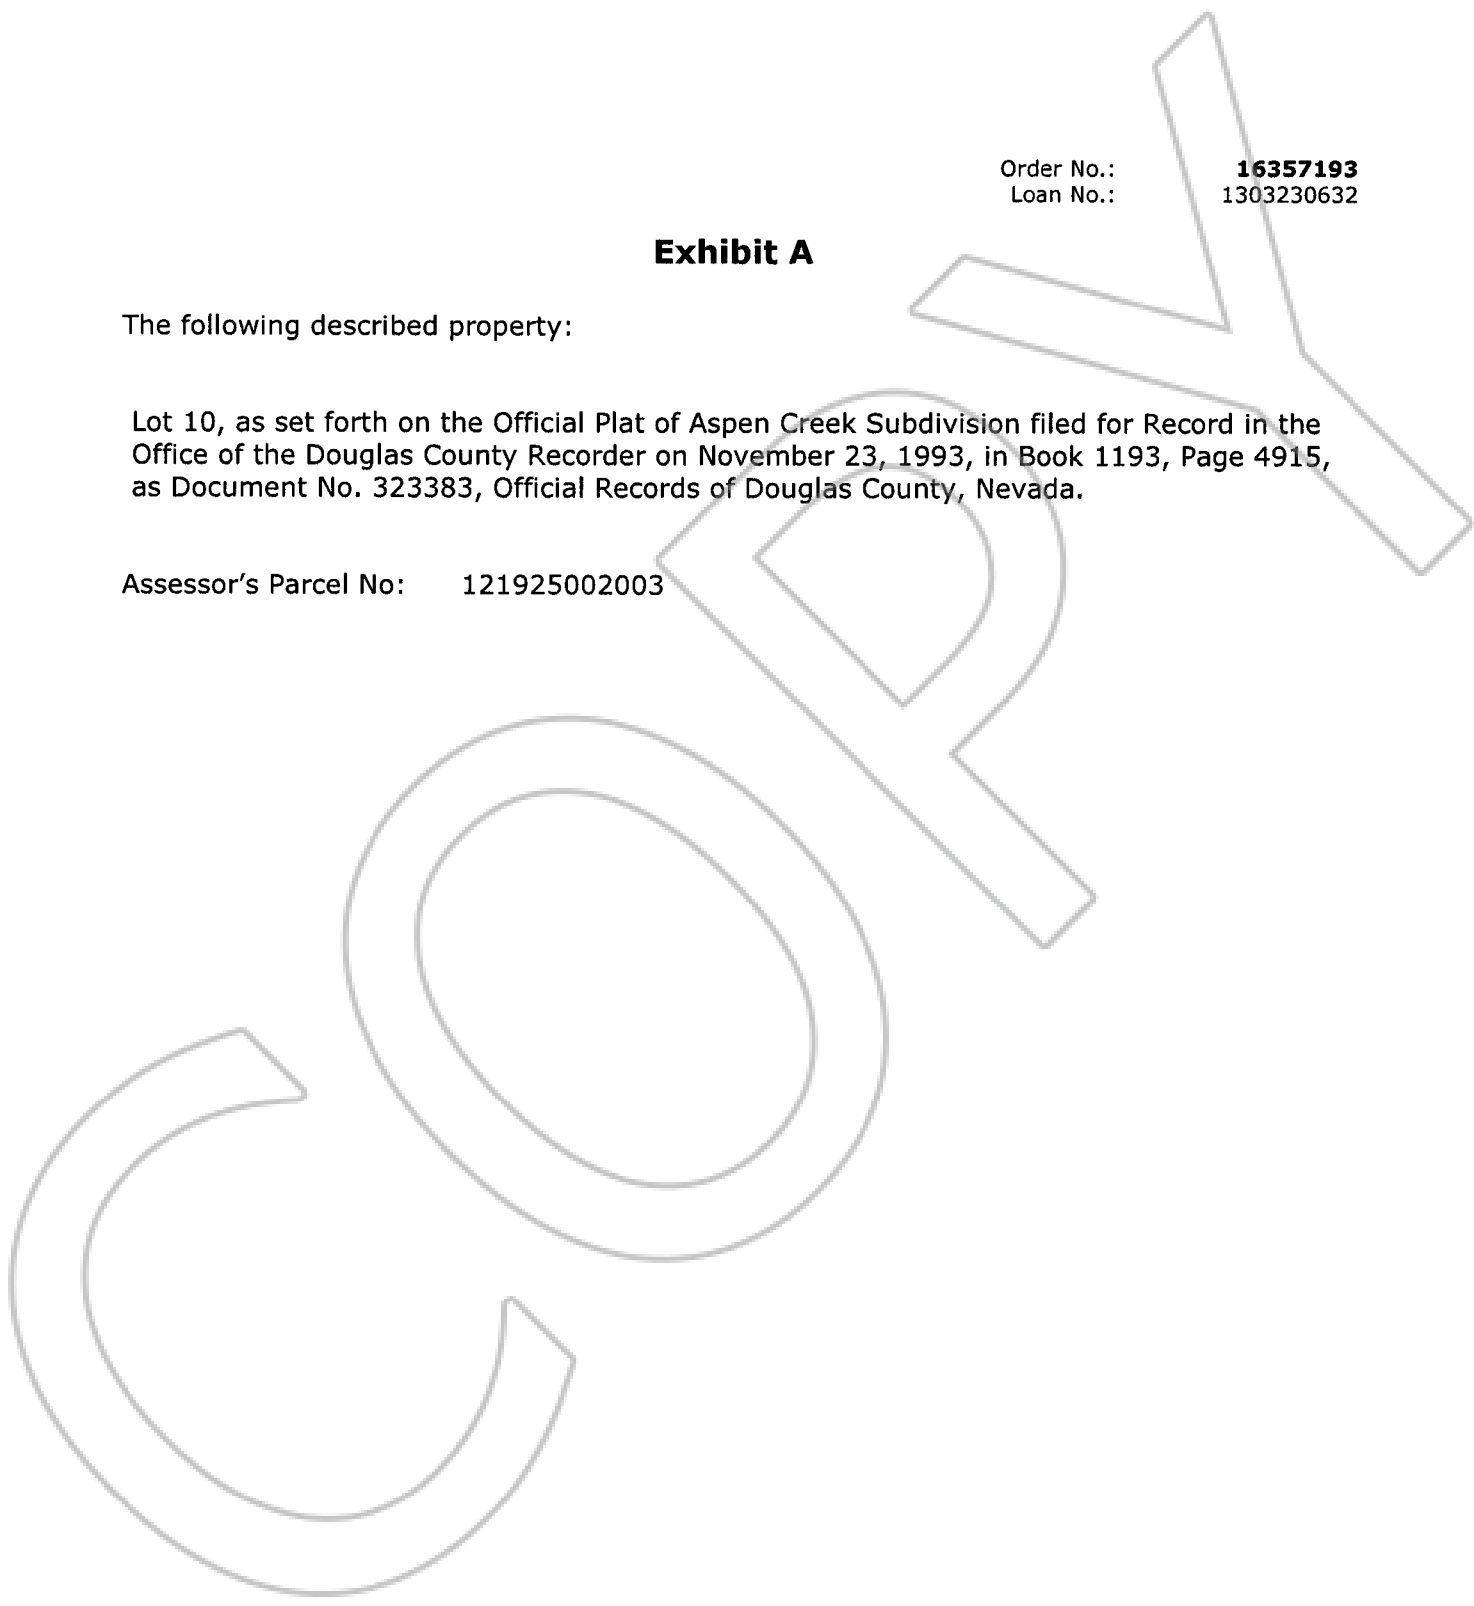 Order No.: 16357193
Loan No.: 1303230632
Exhibit A
The following described property:
Lot 10, as set forth on the Official Plat of Aspen Creek Subdivision filed for Record in the
Office of the Douglas County Recorder on November 23, 1993, in Book 1193, Page 4915,
as Document No. 323383, Official Records of Douglas County, Nevada.
Assessor's Parcel No: 121925002003
COPY